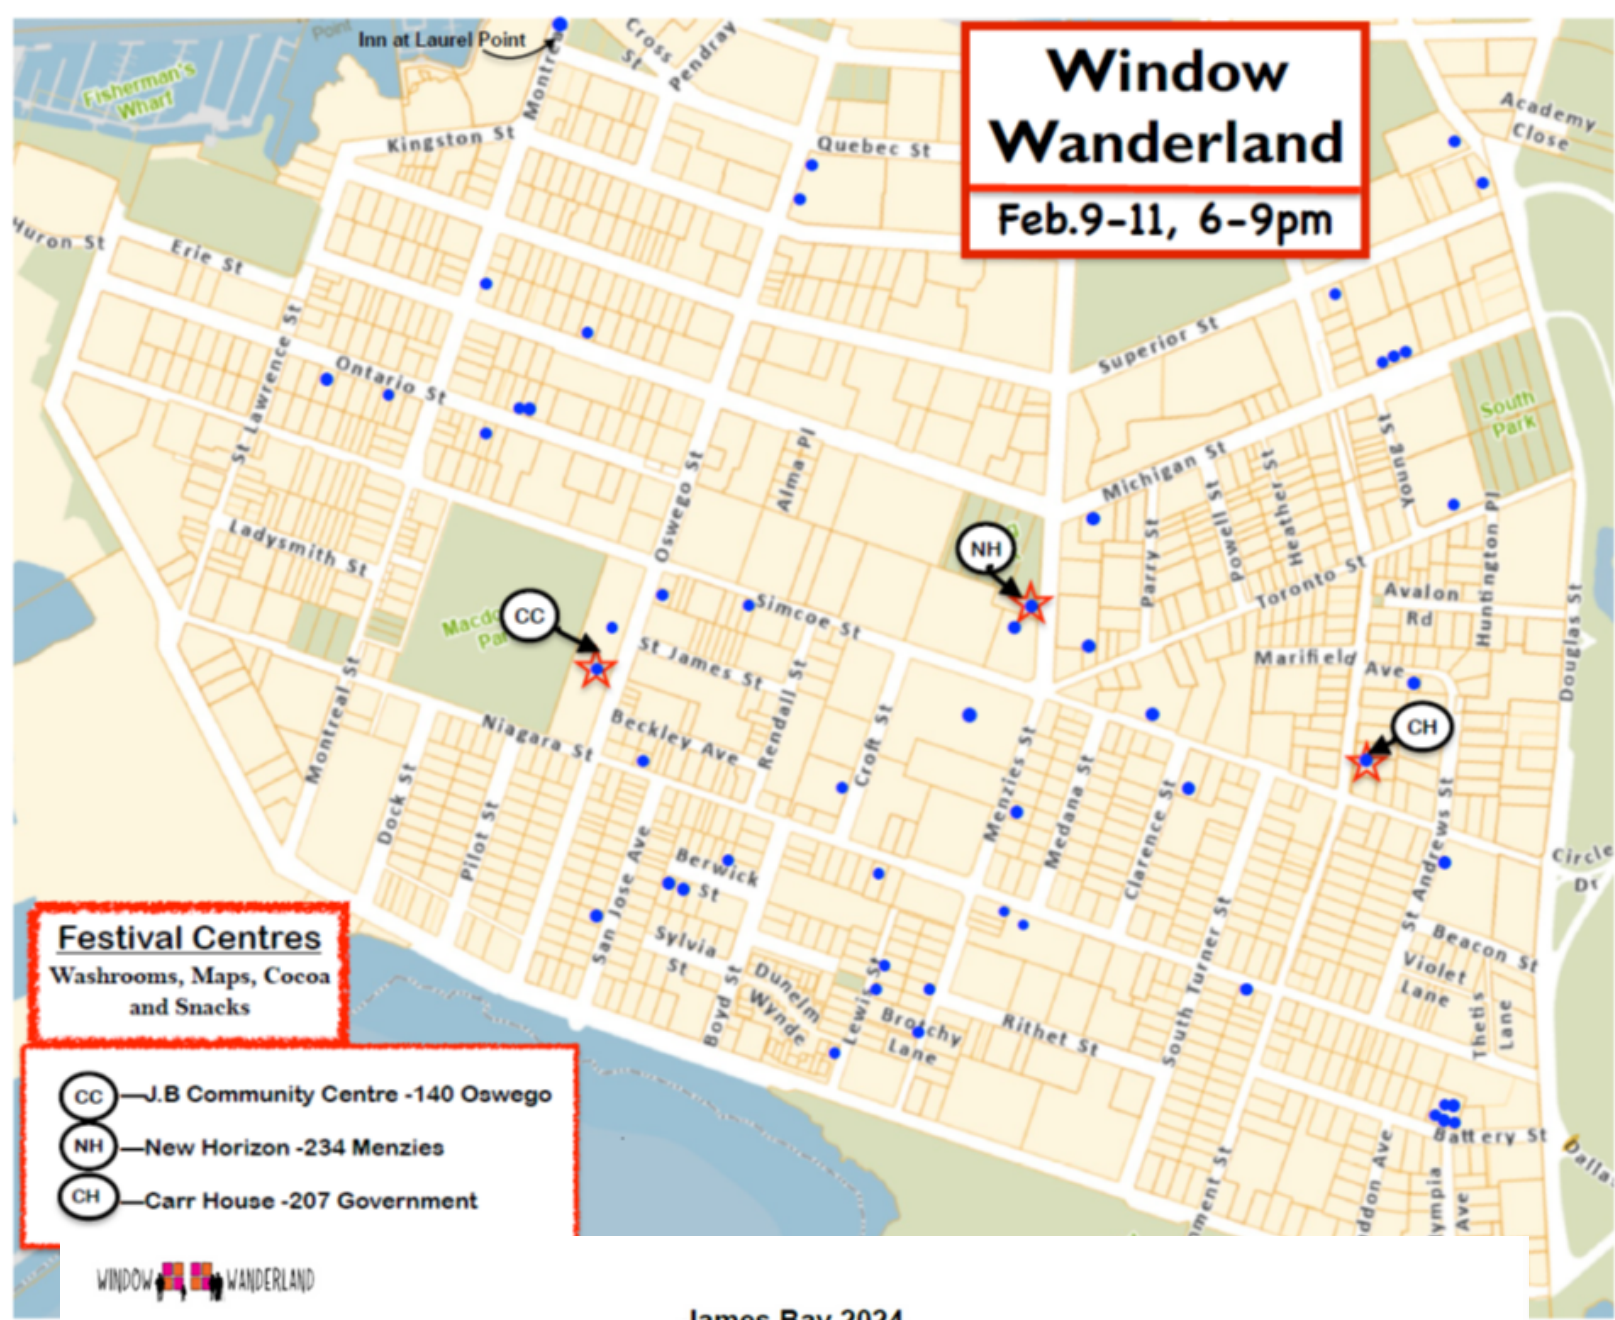 Point
Inn at Laurel Point
Cross
St
Pendray
Fisherman's
Wharf
Kingston St
Quebec St
Window
Wanderland
Feb.9-11, 6-9pm
Academy
Close
Huron St
Erie St
St Lawrence St
Ontario St
Superior St
South
Park
Young St
Michigan St
Alma Pl
Oswego St
Ladysmith St
NH
Parry St
Powell St
Heather St
Toronto St
Huntington Pl
Avalon
Rd
Douglas St
CC
Simcoe St
St James St
Marifield Ave
CH
Montreal St
Niagara St
Beckley Ave
Rendall St
Croft St
Menzies St
Medana St
Clarence St
Dock St
Pilot St
San Jose Ave
Berwick
St
St Andrews St
Circle
Dr
Sylvia
St
Boyd St
Dunelm
Wynde
Lewis St
Brotchy
Lane
Rithet St
South Turner St
Beacon St
Violet
Lane
Thetis
Lane
Battery St
Ave
Festival Centres
Washrooms, Maps, Cocoa
and Snacks
CC —J.B Community Centre -140 Oswego
NH —New Horizon -234 Menzies
CH —Carr House -207 Government
WINDOW WANDERLAND
James Bay 2024